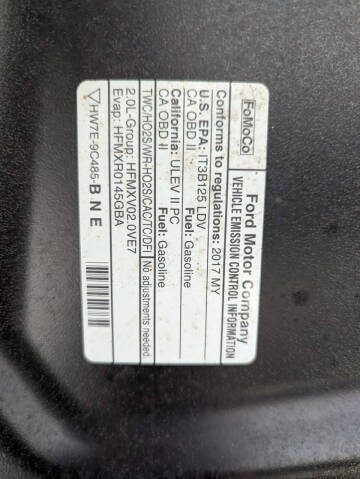 FoMoCo
Ford Motor Company
VEHICLE EMISSION CONTROL INFORMATION
Conforms to regulations: 2017 MY
U.S. EPA: IT3B125 LDV Fuel: Gasoline
CA OBD II
California: ULEV II PC Fuel: Gasoline
CA OBD II
TWC/HO2S/WR-HO2S/CAC/TC/DFI No adjustments needed.
2.0L-Group: HFMXV02.0VE7
Evap: HFMXR0145GBA
HW7E-9C485-BNE